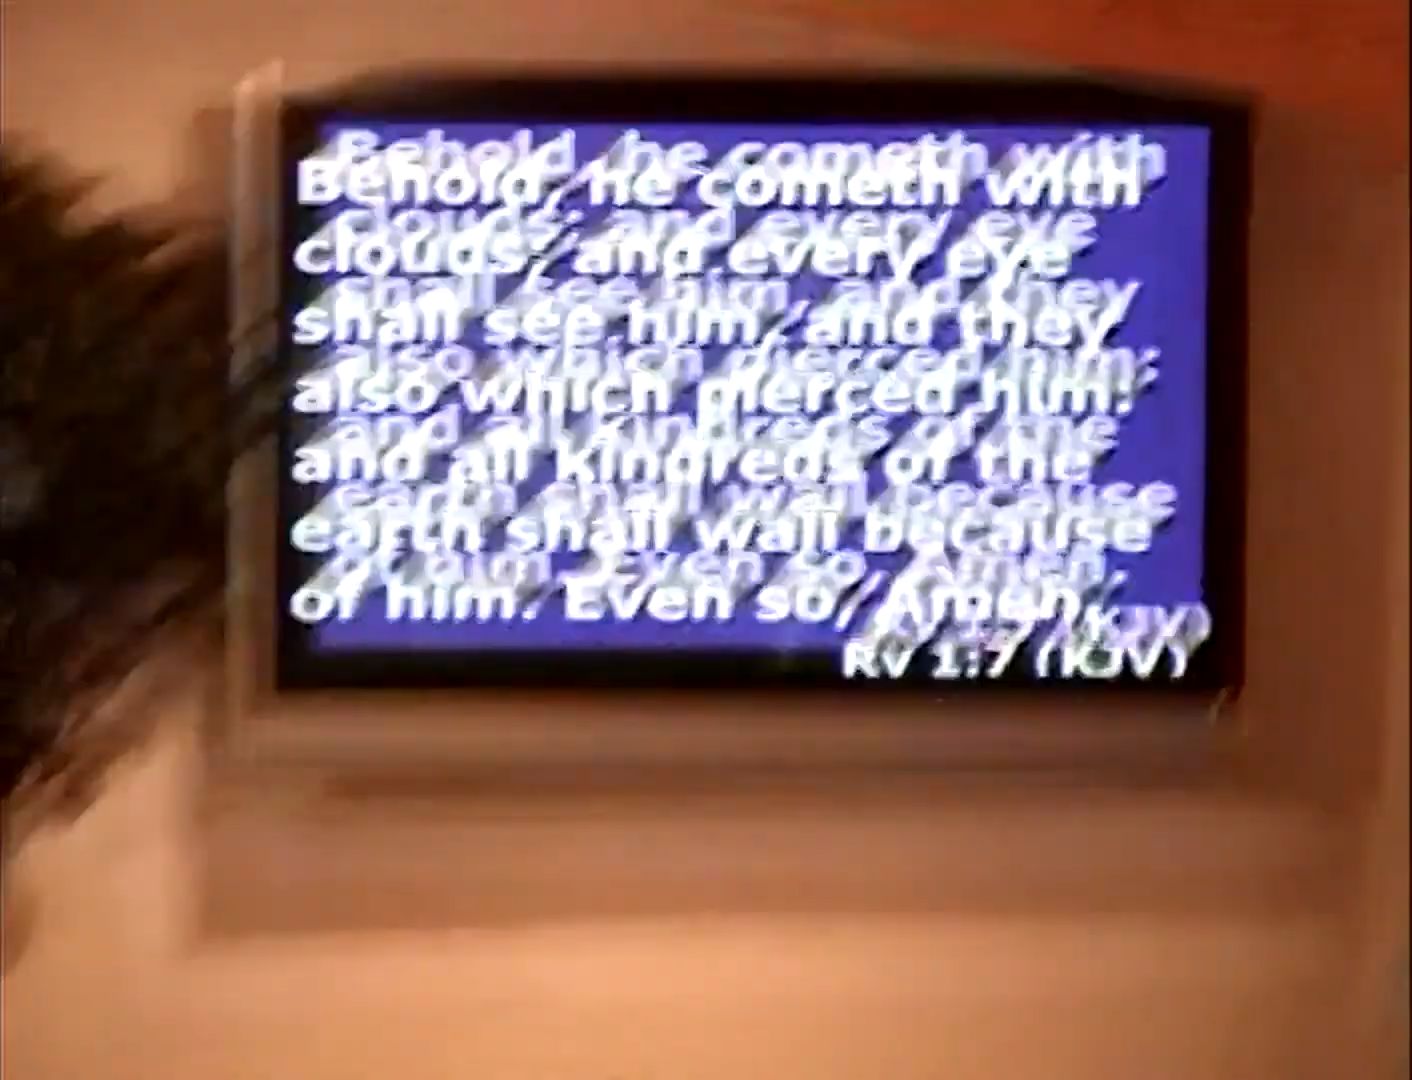 Behold, he cometh with
clouds; and every eye
shall see him, and they
also which pierced him:
and all kindreds of the
earth shall wail because
of him. Even so, Amen.
Rv 1:7 (KJV)